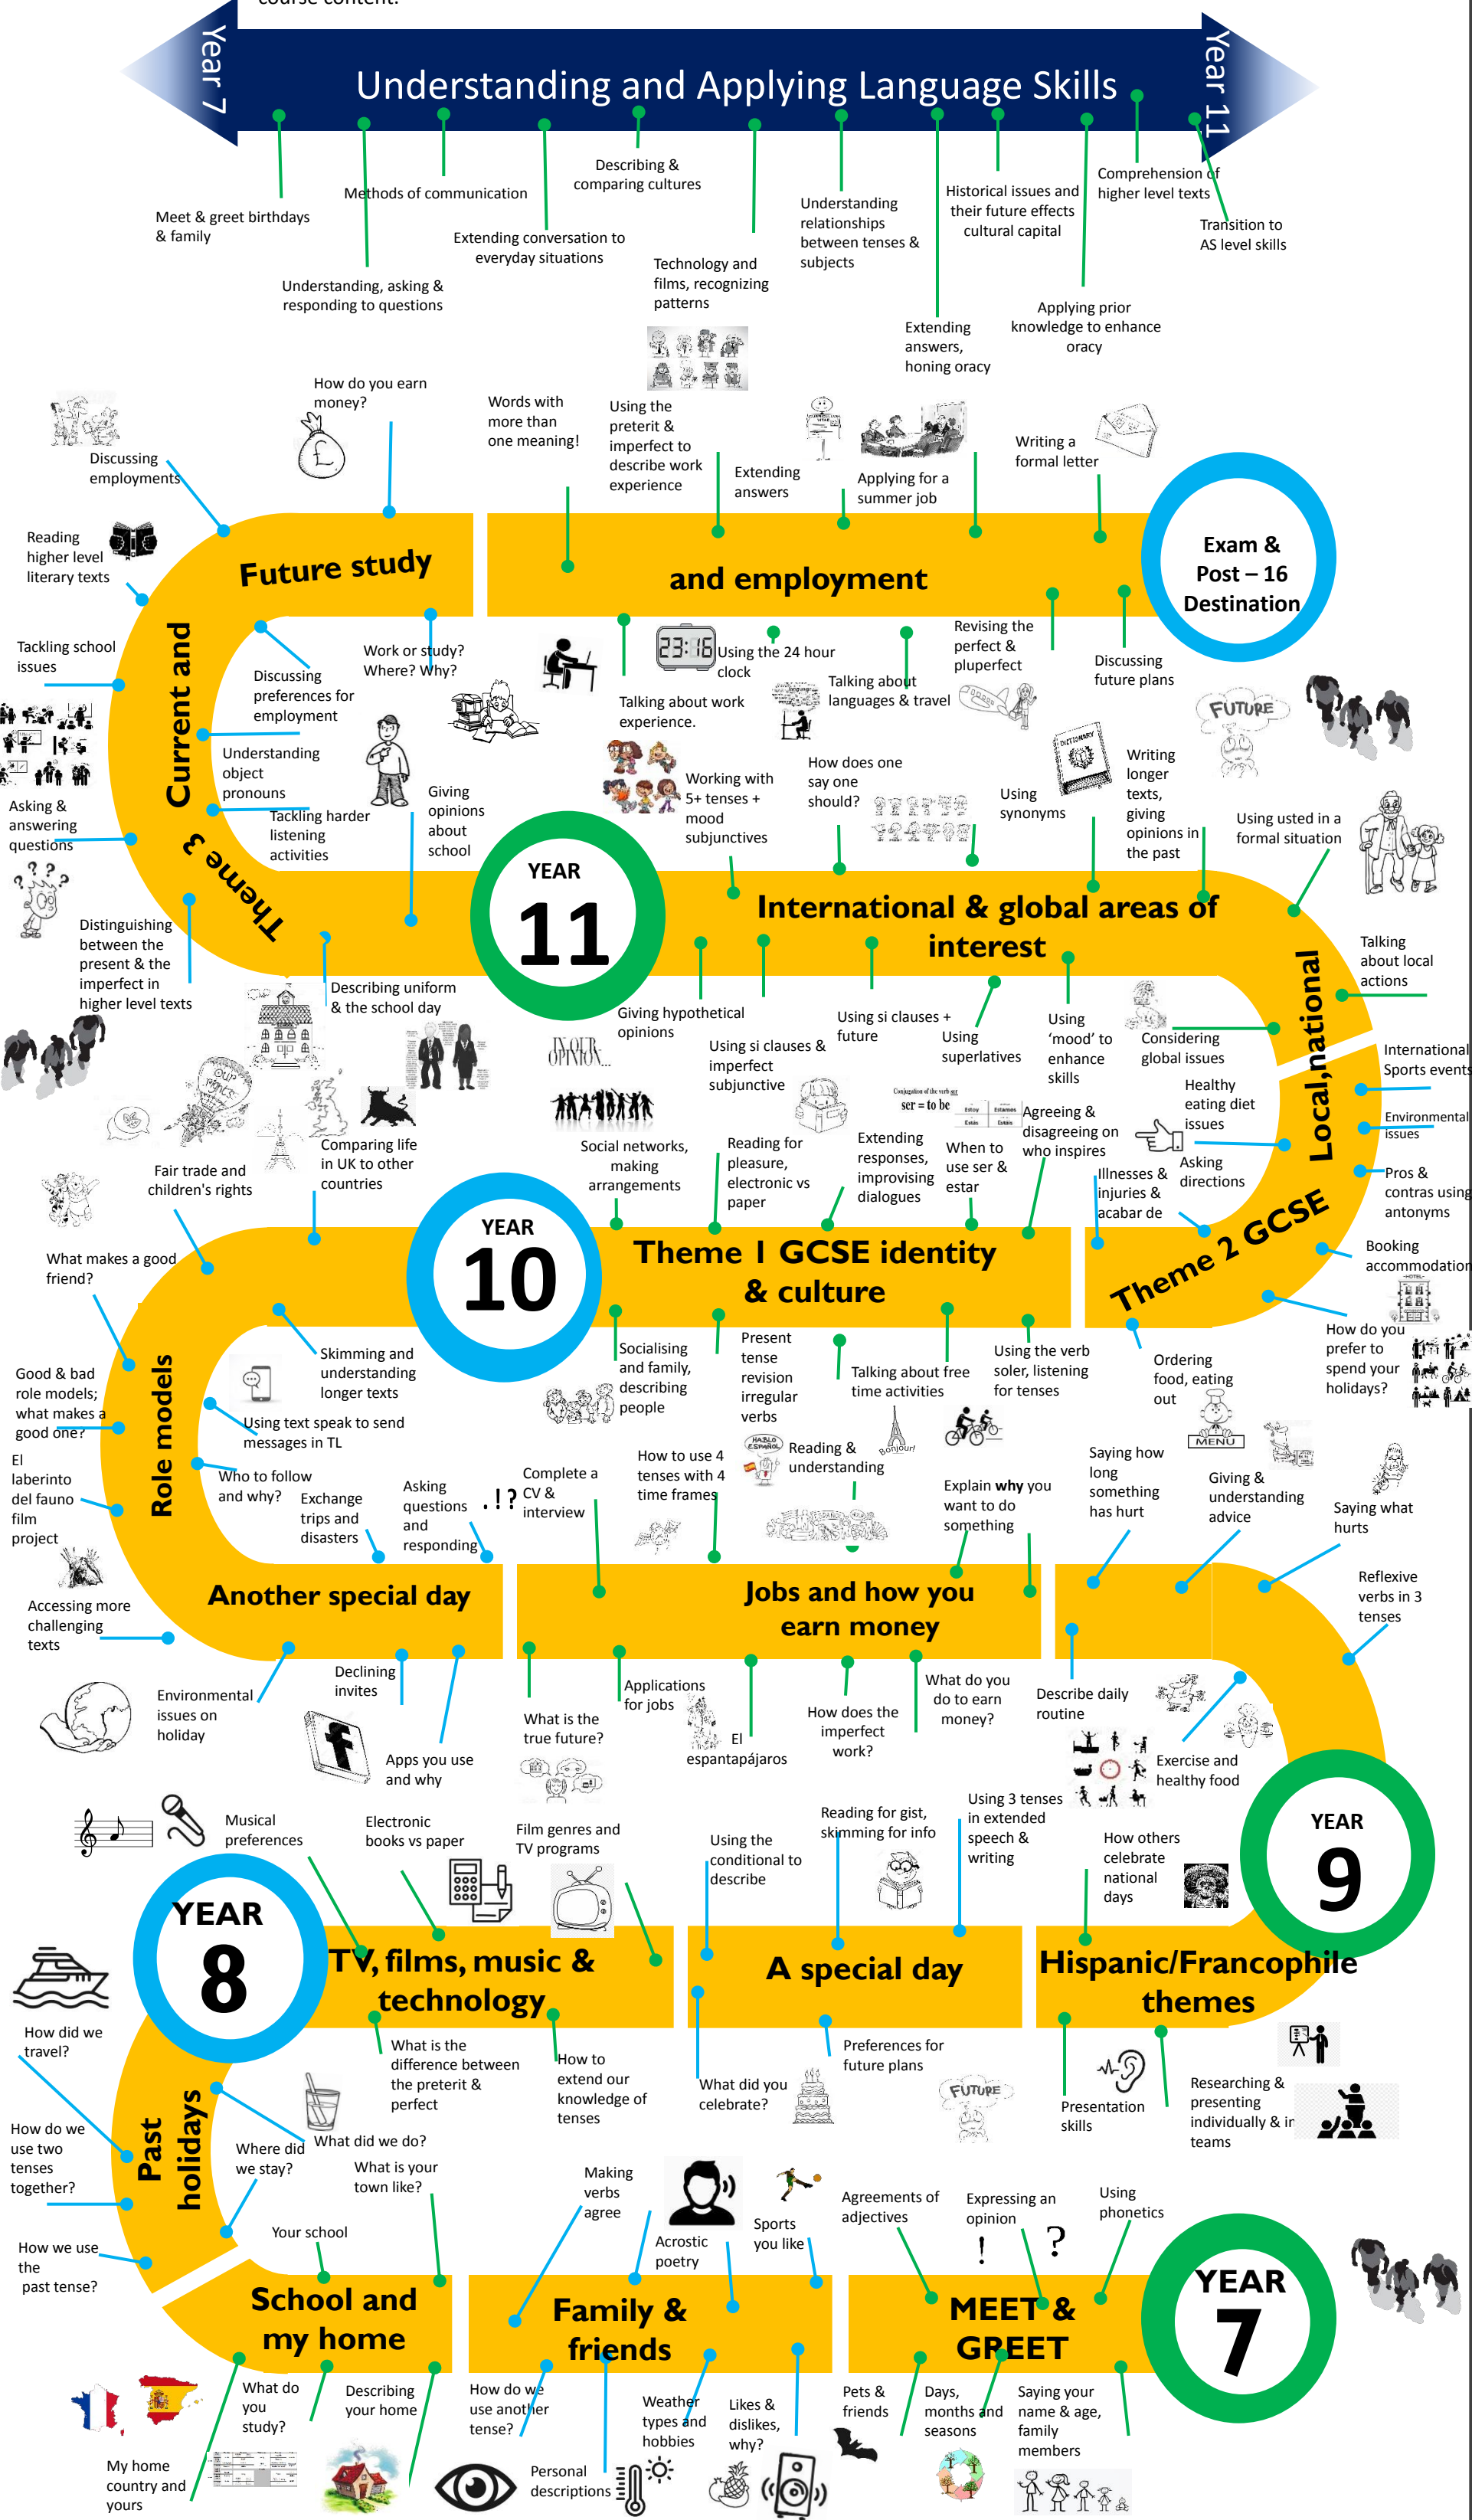 course content.
Year 7
Understanding and Applying Language Skills
Year 11
Meet & greet birthdays
& family
Understanding, asking &
responding to questions
Methods of communication
Extending conversation to
everyday situations
Describing &
comparing cultures
Technology and
films, recognizing
patterns
Understanding
relationships
between tenses &
subjects
Extending
answers,
honing oracy
Historical issues and
their future effects
cultural capital
Applying prior
knowledge to enhance
oracy
Comprehension of
higher level texts
Transition to
AS level skills
Discussing
employments
How do you earn
money?
£
Words with
more than
one meaning!
Using the
preterit &
imperfect to
describe work
experience
Extending
answers
Applying for a
summer job
Writing a
formal letter
Reading
higher level
literary texts
Future study
and employment
Exam &
Post – 16
Destination
Tackling school
issues
Discussing
preferences for
employment
Work or study?
Where? Why?
Talking about work
experience.
23:16
Using the 24 hour
clock
Talking about
languages & travel
Revising the
perfect &
pluperfect
Discussing
future plans
FUTURE
Current and
Understanding
object
pronouns
Asking &
answering
questions
Tackling harder
listening
activities
Giving
opinions
about
school
Working with
5+ tenses +
mood
subjunctives
How does one
say one
should?
DICTIONARY
Using
synonyms
Writing
longer
texts,
giving
opinions in
the past
Using usted in a
formal situation
? ? ? ?
Theme 3
YEAR
11
International & global areas of
interest
Distinguishing
between the
present & the
imperfect in
higher level texts
Describing uniform
& the school day
Giving hypothetical
opinions
Using si clauses &
imperfect
subjunctive
Using si clauses +
future
Using
superlatives
Using
‘mood’ to
enhance
skills
Considering
global issues
Talking
about local
actions
Local,national
International
Sports events
Environmental
issues
Pros &
contras using
antonyms
Booking
accommodation
HOTEL
Healthy
eating diet
issues
Asking
directions
Illnesses &
injuries &
acabar de
IN OUR
OPINION...
OUR
RIGHTS
Conjugation of the verb ser
ser = to be
Estoy
Estamos
Estás
Estáis
Fair trade and
children's rights
Comparing life
in UK to other
countries
Social networks,
making
arrangements
Reading for
pleasure,
electronic vs
paper
Extending
responses,
improvising
dialogues
When to
use ser &
estar
Agreeing &
disagreeing on
who inspires
What makes a good
friend?
YEAR
10
Theme 1 GCSE identity
& culture
Theme 2 GCSE
Good & bad
role models;
what makes a
good one?
Skimming and
understanding
longer texts
Using text speak to send
messages in TL
Socialising
and family,
describing
people
Present
tense
revision
irregular
verbs
Talking about free
time activities
Using the verb
soler, listening
for tenses
Ordering
food, eating
out
MENU
How do you
prefer to
spend your
holidays?
Role models
El
laberinto
del fauno
film
project
Who to follow
and why?
Exchange
trips and
disasters
Asking
questions
and
responding
.!?
Complete a
CV &
interview
How to use 4
tenses with 4
time frames
HABLO
ESPAÑOL
Reading &
understanding
Bonjour!
Explain why you
want to do
something
Saying how
long
something
has hurt
Giving &
understanding
advice
Saying what
hurts
Reflexive
verbs in 3
tenses
Accessing more
challenging
texts
Another special day
Jobs and how you
earn money
Environmental
issues on
holiday
Declining
invites
f
Apps you use
and why
What is the
true future?
Applications
for jobs
El
espantapájaros
How does the
imperfect
work?
What do you
do to earn
money?
Describe daily
routine
Exercise and
healthy food
Musical
preferences
Electronic
books vs paper
Film genres and
TV programs
Using the
conditional to
describe
Reading for gist,
skimming for info
Using 3 tenses
in extended
speech &
writing
How others
celebrate
national
days
YEAR
9
YEAR
8
TV, films, music &
technology
A special day
Hispanic/Francophile
themes
How did we
travel?
What is the
difference between
the preterit &
perfect
How to
extend our
knowledge of
tenses
What did you
celebrate?
Preferences for
future plans
FUTURE
Presentation
skills
Researching &
presenting
individually & in
teams
Past
holidays
How do we
use two
tenses
together?
Where did
we stay?
What did we do?
What is your
town like?
Making
verbs
agree
Acrostic
poetry
Sports
you like
Agreements of
adjectives
Expressing an
opinion
! ?
Using
phonetics
How we use
the
past tense?
Your school
School and
my home
Family &
friends
MEET &
GREET
YEAR
7
My home
country and
yours
What do
you
study?
Describing
your home
How do we
use another
tense?
Personal
descriptions
Weather
types and
hobbies
Likes &
dislikes,
why?
Pets &
friends
Days,
months and
seasons
Saying your
name & age,
family
members